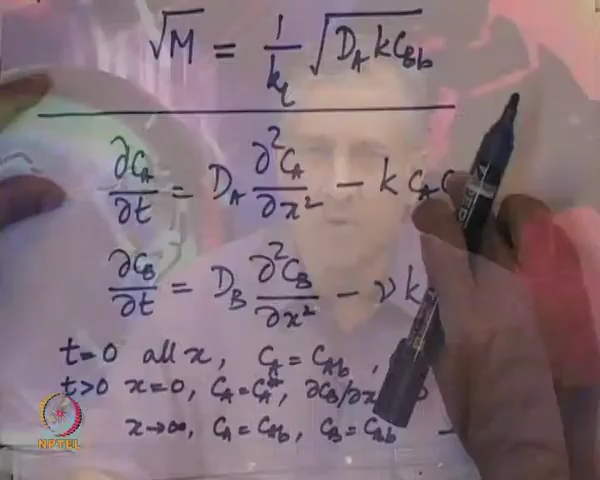 √M = 1/k_L √(D_A k C_Bb)
∂C_A/∂t = D_A ∂²C_A/∂x² − k C_A C
∂C_B/∂t = D_B ∂²C_B/∂x² − ν k
t=0 all x, C_A = C_Ab,
t>0 x=0, C_A = C_A*, ∂C_B/∂x
x→∞, C_A = C_Ab, C_B = C_Ab
NPTEL